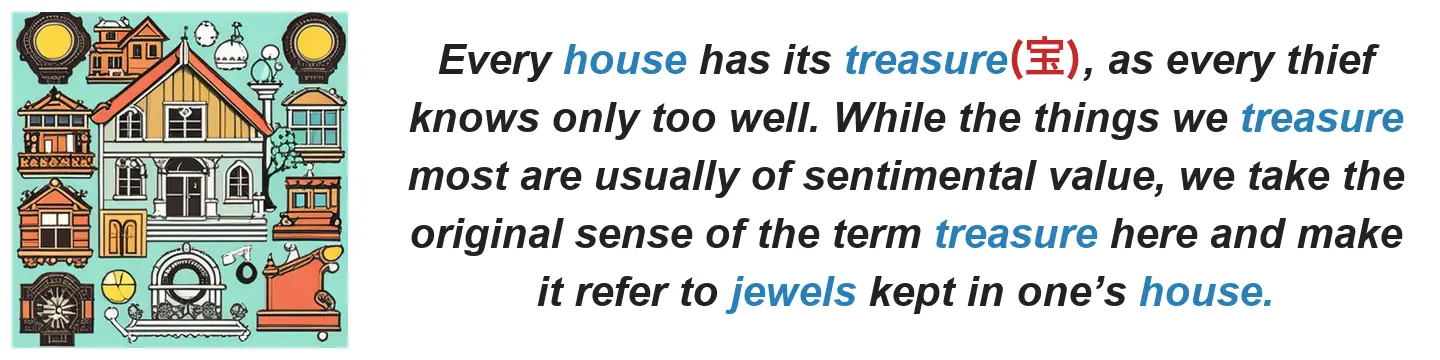 Every house has its treasure(宝), as every thief
knows only too well. While the things we treasure
most are usually of sentimental value, we take the
original sense of the term treasure here and make
it refer to jewels kept in one’s house.